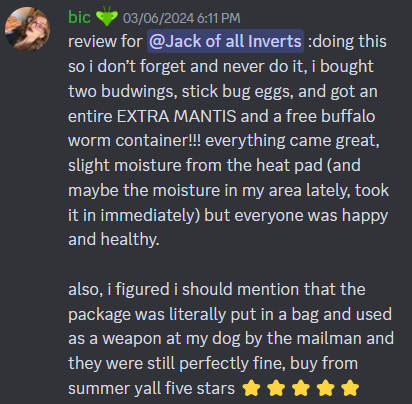 bic 03/06/2024 6:11 PM
review for @Jack of all Inverts :doing this
so i don't forget and never do it, i bought
two budwings, stick bug eggs, and got an
entire EXTRA MANTIS and a free buffalo
worm container!!! everything came great,
slight moisture from the heat pad (and
maybe the moisture in my area lately, took
it in immediately) but everyone was happy
and healthy.

also, i figured i should mention that the
package was literally put in a bag and used
as a weapon at my dog by the mailman and
they were still perfectly fine, buy from
summer yall five stars ⭐⭐⭐⭐⭐